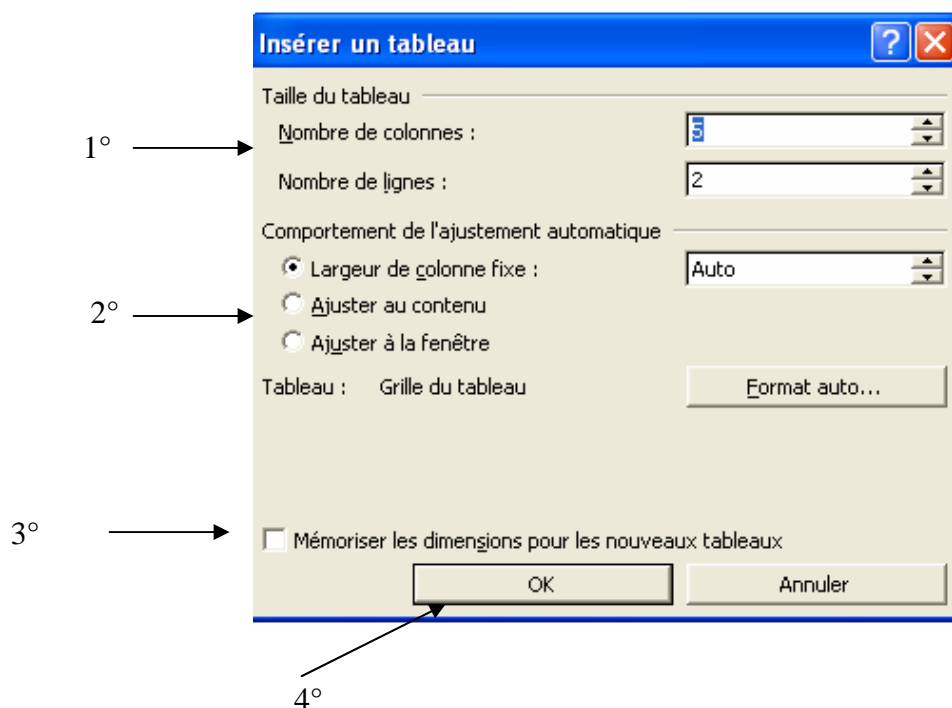 Insérer un tableau
Taille du tableau
1°
Nombre de colonnes : 5
Nombre de lignes : 2
Comportement de l'ajustement automatique
Largeur de colonne fixe : Auto
2°
Ajuster au contenu
Ajuster à la fenêtre
Tableau : Grille du tableau Format auto...
3°
Mémoriser les dimensions pour les nouveaux tableaux
OK Annuler
4°